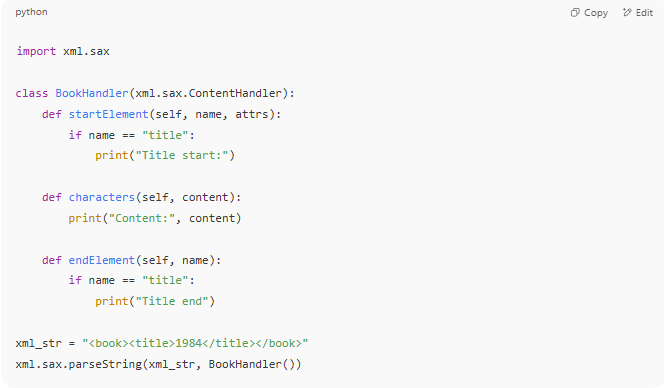 python
Copy Edit
import xml.sax
class BookHandler(xml.sax.ContentHandler):
    def startElement(self, name, attrs):
        if name == "title":
            print("Title start:")
    def characters(self, content):
        print("Content:", content)
    def endElement(self, name):
        if name == "title":
            print("Title end")
xml_str = "<book><title>1984</title></book>"
xml.sax.parseString(xml_str, BookHandler())